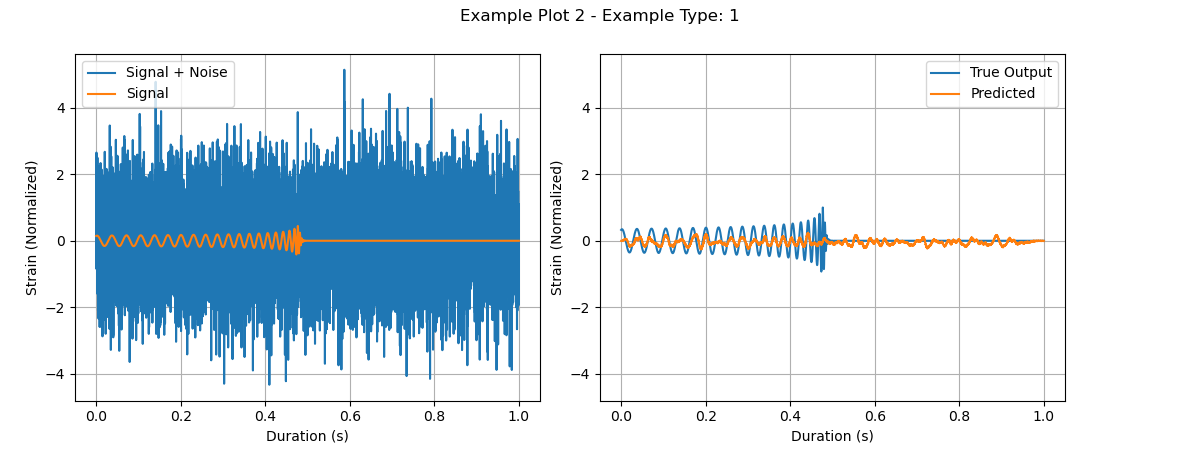 Example Plot 2 - Example Type: 1
Signal + Noise
Signal
Strain (Normalized)
4
2
0
−2
−4
0.0 0.2 0.4 0.6 0.8 1.0
Duration (s)
True Output
Predicted
Strain (Normalized)
4
2
0
−2
−4
0.0 0.2 0.4 0.6 0.8 1.0
Duration (s)